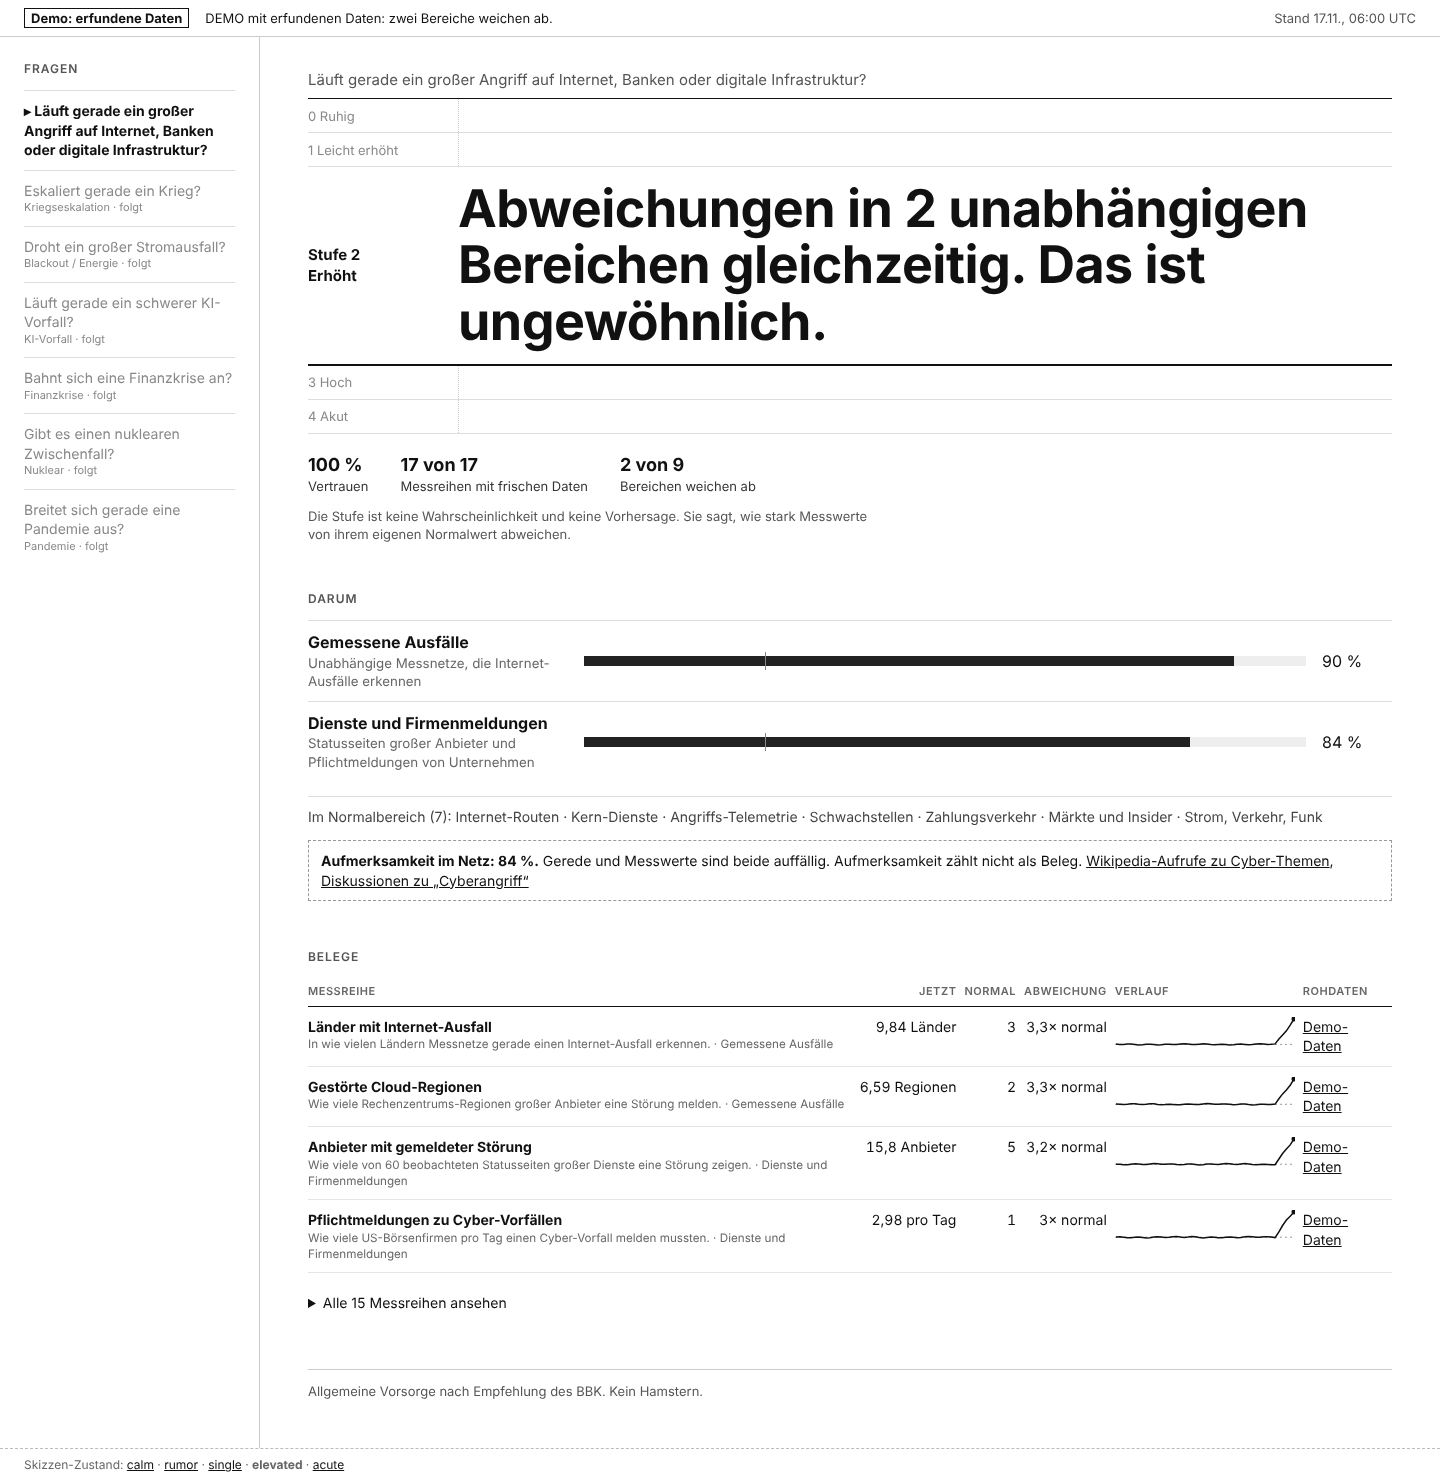 Demo: erfundene Daten DEMO mit erfundenen Daten: zwei Bereiche weichen ab. Stand 17.11., 06:00 UTC
FRAGEN
▸ Läuft gerade ein großer
Angriff auf Internet, Banken
oder digitale Infrastruktur?
Eskaliert gerade ein Krieg?
Kriegseskalation · folgt
Droht ein großer Stromausfall?
Blackout / Energie · folgt
Läuft gerade ein schwerer KI-
Vorfall?
KI-Vorfall · folgt
Bahnt sich eine Finanzkrise an?
Finanzkrise · folgt
Gibt es einen nuklearen
Zwischenfall?
Nuklear · folgt
Breitet sich gerade eine
Pandemie aus?
Pandemie · folgt
Läuft gerade ein großer Angriff auf Internet, Banken oder digitale Infrastruktur?
0 Ruhig
1 Leicht erhöht
Stufe 2
Erhöht
Abweichungen in 2 unabhängigen
Bereichen gleichzeitig. Das ist
ungewöhnlich.
3 Hoch
4 Akut
100 % 17 von 17 2 von 9
Vertrauen Messreihen mit frischen Daten Bereichen weichen ab
Die Stufe ist keine Wahrscheinlichkeit und keine Vorhersage. Sie sagt, wie stark Messwerte
von ihrem eigenen Normalwert abweichen.
DARUM
Gemessene Ausfälle
Unabhängige Messnetze, die Internet-
Ausfälle erkennen
90 %
Dienste und Firmenmeldungen
Statusseiten großer Anbieter und
Pflichtmeldungen von Unternehmen
84 %
Im Normalbereich (7): Internet-Routen · Kern-Dienste · Angriffs-Telemetrie · Schwachstellen · Zahlungsverkehr · Märkte und Insider · Strom, Verkehr, Funk
Aufmerksamkeit im Netz: 84 %. Gerede und Messwerte sind beide auffällig. Aufmerksamkeit zählt nicht als Beleg. Wikipedia-Aufrufe zu Cyber-Themen,
Diskussionen zu „Cyberangriff“
BELEGE
MESSREIHE JETZT NORMAL ABWEICHUNG VERLAUF ROHDATEN
Länder mit Internet-Ausfall 9,84 Länder 3 3,3× normal Demo-
Daten
In wie vielen Ländern Messnetze gerade einen Internet-Ausfall erkennen. · Gemessene Ausfälle
Gestörte Cloud-Regionen 6,59 Regionen 2 3,3× normal Demo-
Daten
Wie viele Rechenzentrums-Regionen großer Anbieter eine Störung melden. · Gemessene Ausfälle
Anbieter mit gemeldeter Störung 15,8 Anbieter 5 3,2× normal Demo-
Daten
Wie viele von 60 beobachteten Statusseiten großer Dienste eine Störung zeigen. · Dienste und
Firmenmeldungen
Pflichtmeldungen zu Cyber-Vorfällen 2,98 pro Tag 1 3× normal Demo-
Daten
Wie viele US-Börsenfirmen pro Tag einen Cyber-Vorfall melden mussten. · Dienste und
Firmenmeldungen
▶ Alle 15 Messreihen ansehen
Allgemeine Vorsorge nach Empfehlung des BBK. Kein Hamstern.
Skizzen-Zustand: calm · rumor · single · elevated · acute